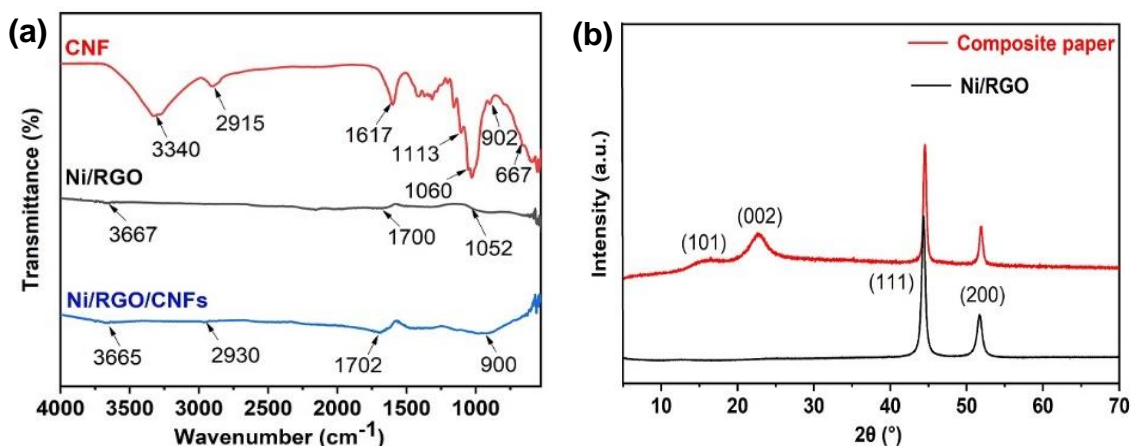 (a)
CNF
3340
2915
1617
1113
1060
902
667
Ni/RGO
3667
1700
1052
Ni/RGO/CNFs
3665
2930
1702
900
Transmittance (%)
4000 3500 3000 2500 2000 1500 1000
Wavenumber (cm⁻¹)
(b)
Composite paper
Ni/RGO
(101)
(002)
(111)
(200)
Intensity (a.u.)
10 20 30 40 50 60 70
2θ (°)